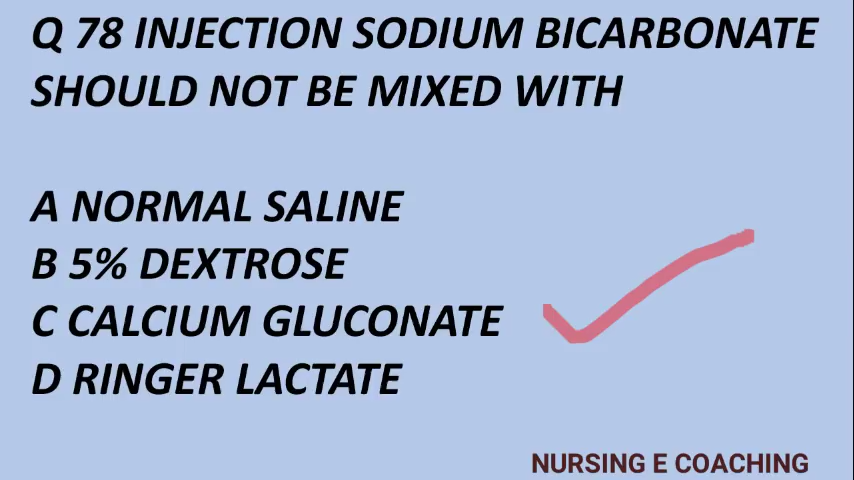 Q 78 INJECTION SODIUM BICARBONATE
SHOULD NOT BE MIXED WITH
A NORMAL SALINE
B 5% DEXTROSE
C CALCIUM GLUCONATE
D RINGER LACTATE
NURSING E COACHING